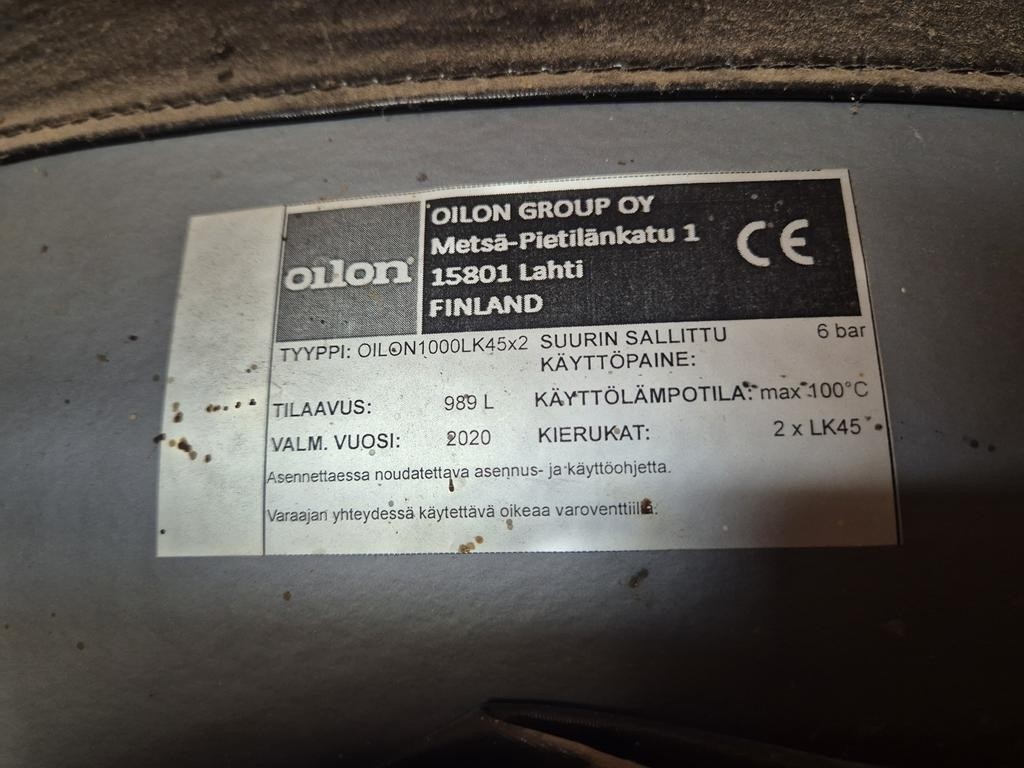 oilon®
OILON GROUP OY
Metsä-Pietilänkatu 1
15801 Lahti
FINLAND
CE
TYYPPI: OILON1000LK45x2
SUURIN SALLITTU KÄYTTÖPAINE: 6 bar
TILAAVUS: 989 L
KÄYTTÖLÄMPOTILA: max 100°C
VALM. VUOSI: 2020
KIERUKAT: 2 x LK45
Asennettaessa noudatettava asennus- ja käyttöohjetta.
Varaajan yhteydessä käytettävä oikeaa varoventtiiliä.